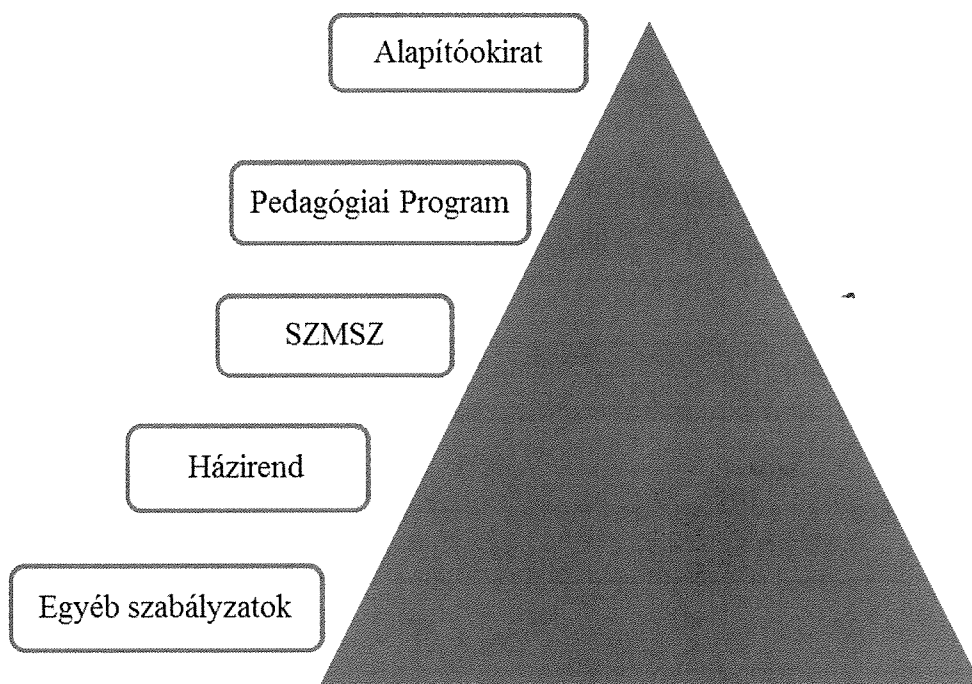 Alapítóokirat
Pedagógiai Program
SZMSZ
Házirend
Egyéb szabályzatok